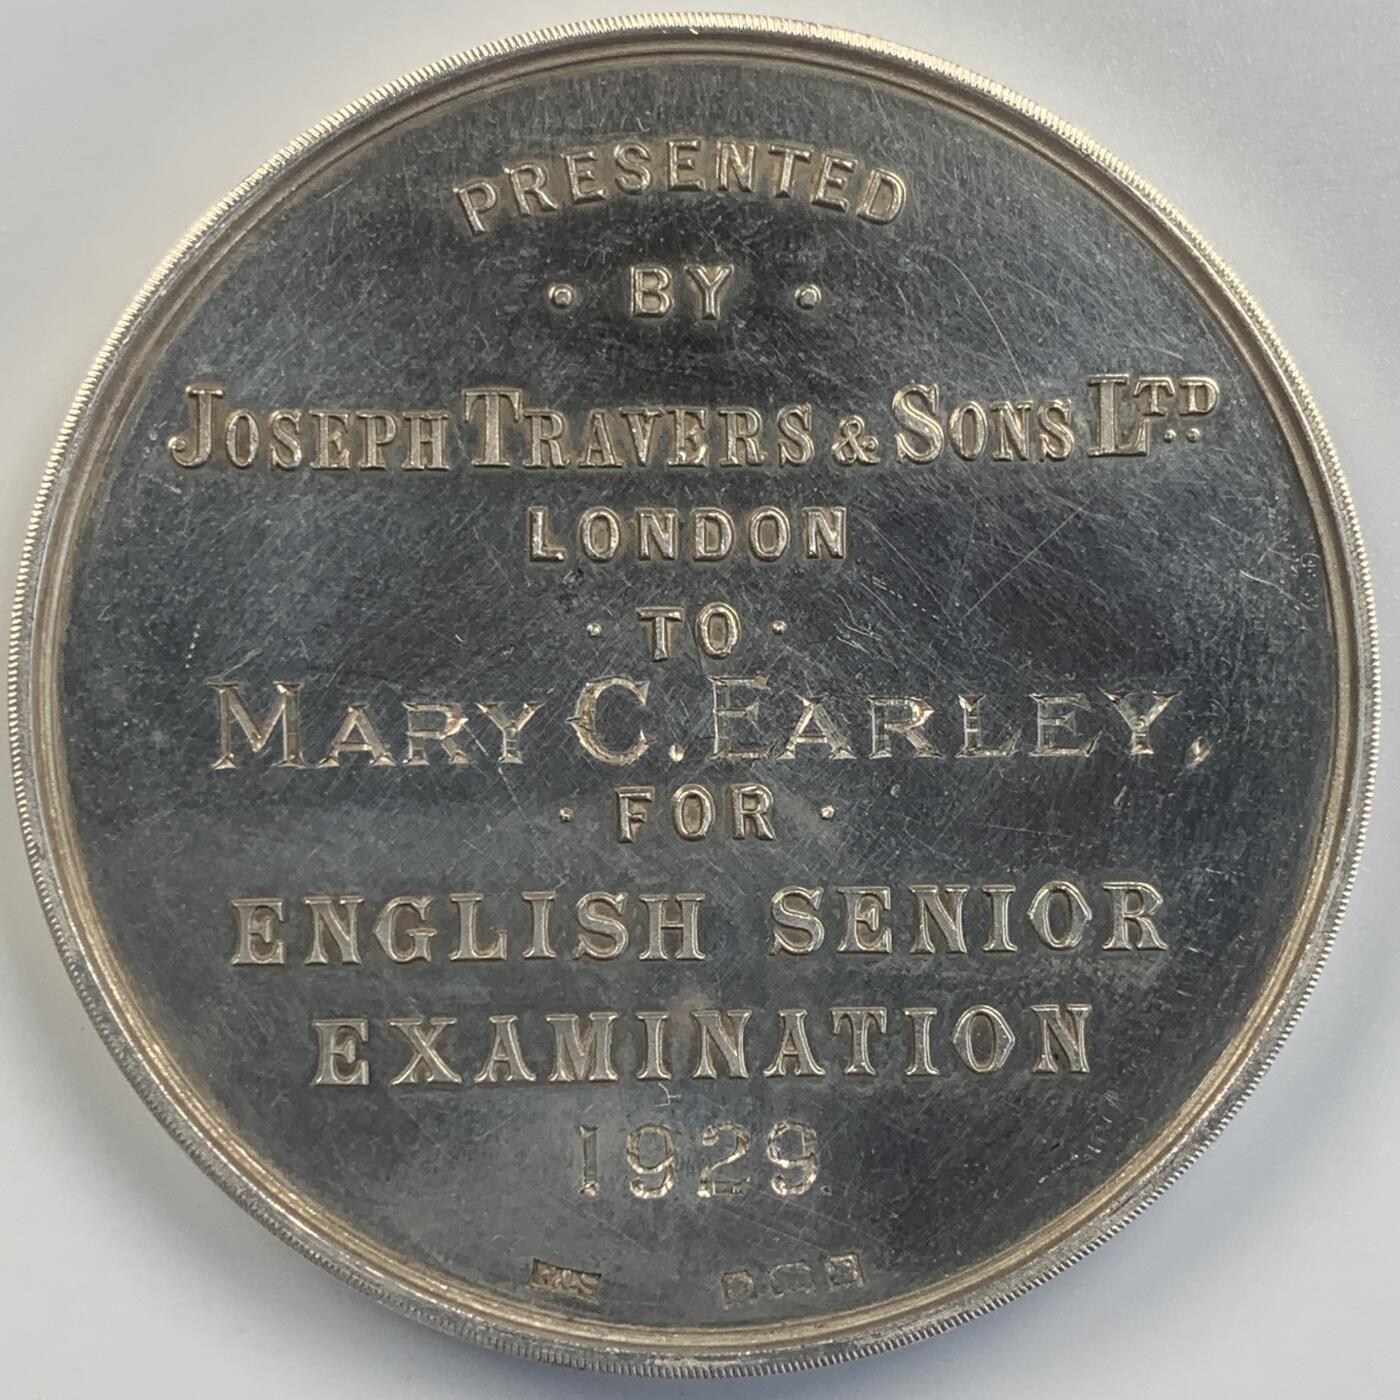 PRESENTED
· BY ·
JOSEPH TRAVERS & SONS LTD
LONDON
· TO ·
MARY C. EARLEY,
· FOR ·
ENGLISH SENIOR
EXAMINATION
1929.